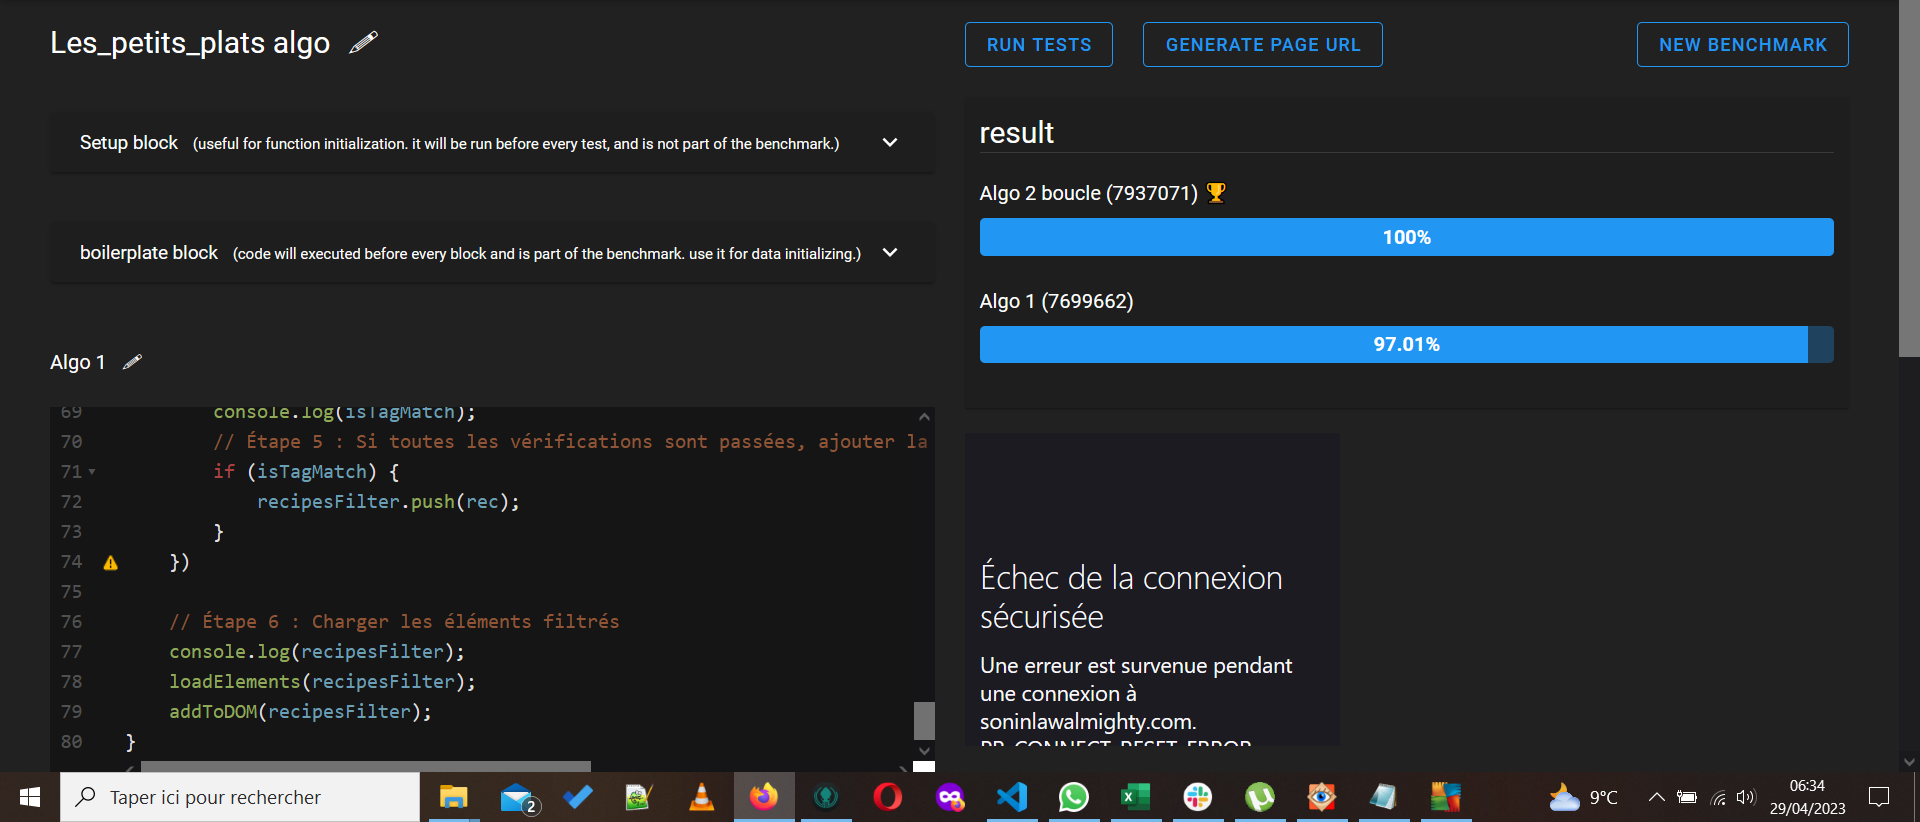 Les_petits_plats algo
RUN TESTS
GENERATE PAGE URL
NEW BENCHMARK
Setup block (useful for function initialization. it will be run before every test, and is not part of the benchmark.)
boilerplate block (code will executed before every block and is part of the benchmark. use it for data initializing.)
Algo 1
69 console.log(isTagMatch);
70 // Étape 5 : Si toutes les vérifications sont passées, ajouter la
71 if (isTagMatch) {
72 recipesFilter.push(rec);
73 }
74 })
75
76 // Étape 6 : Charger les éléments filtrés
77 console.log(recipesFilter);
78 loadElements(recipesFilter);
79 addToDOM(recipesFilter);
80 }
result
Algo 2 boucle (7937071)
100%
Algo 1 (7699662)
97.01%
Échec de la connexion
sécurisée
Une erreur est survenue pendant
une connexion à
soninlawalmighty.com.
PR_CONNECT_RESET_ERROR
Taper ici pour rechercher
2
9°C
06:34
29/04/2023